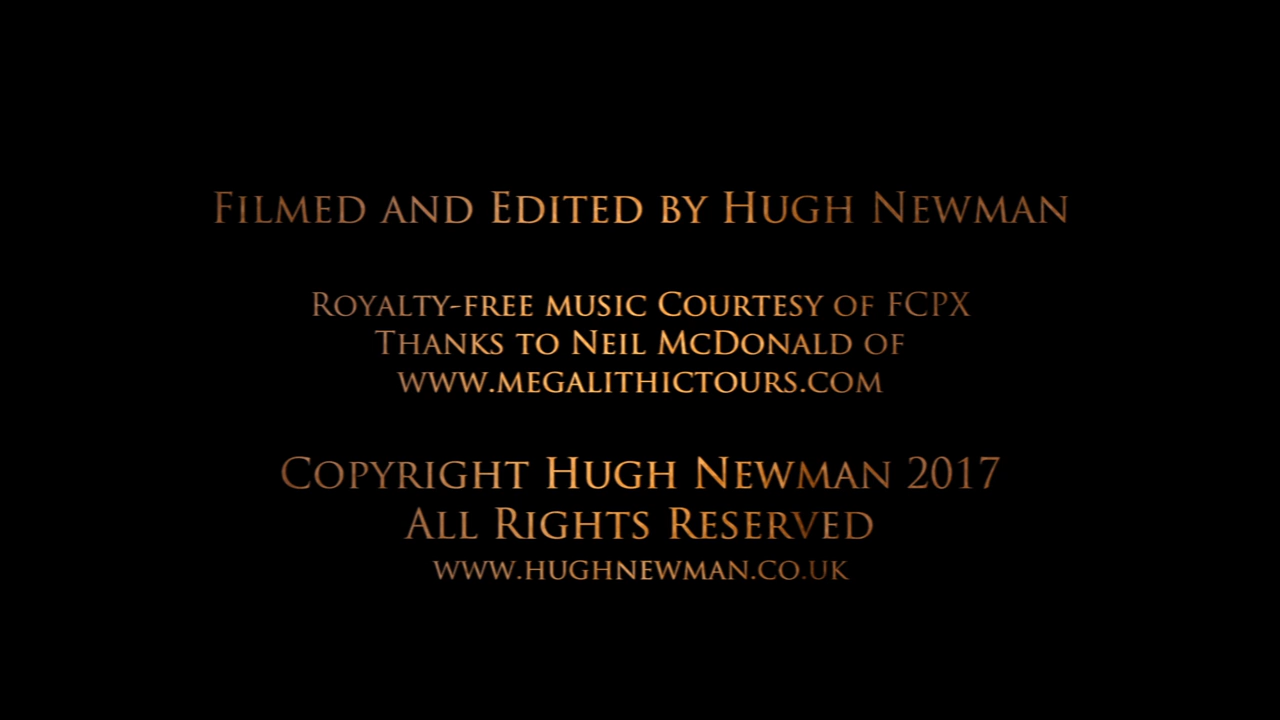 Filmed and Edited by Hugh Newman
Royalty-free music Courtesy of FCPX
Thanks to Neil McDonald of
www.megalithictours.com
Copyright Hugh Newman 2017
All Rights Reserved
www.hughnewman.co.uk